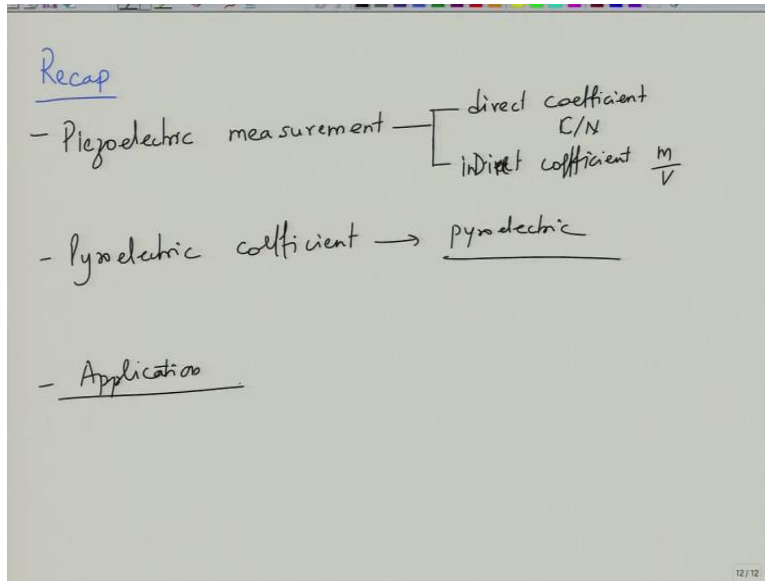 Recap
- Piezoelectric measurement direct coefficient
C/N
inDirect coefficient m/V
- Pyroelectric coefficient → pyroelectric
- Application
12/12